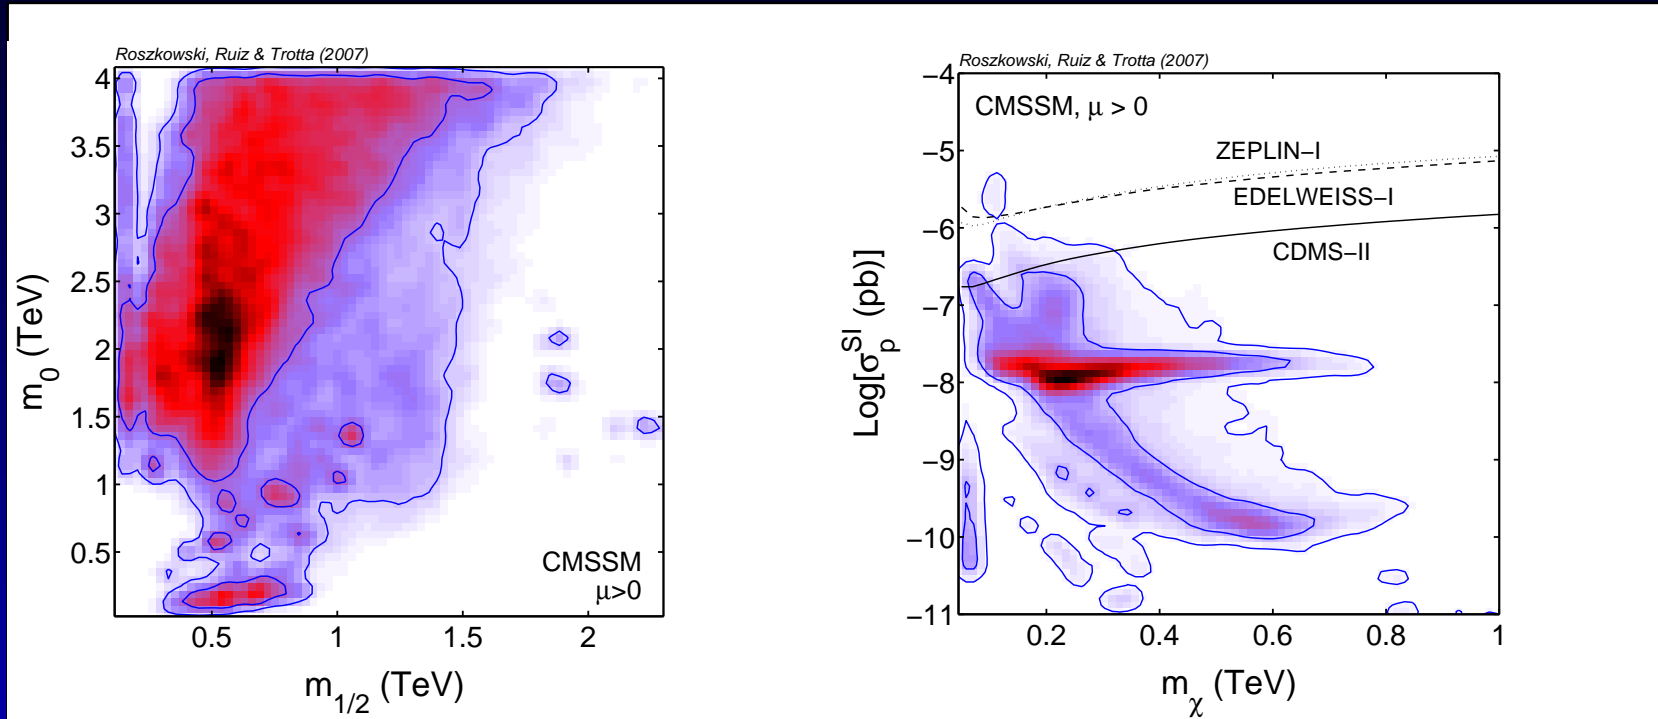 Roszkowski, Ruiz & Trotta (2007)
4
3.5
3
2.5
2
1.5
1
0.5
m0 (TeV)
CMSSM
μ>0
0.5 1 1.5 2
m1/2 (TeV)
Roszkowski, Ruiz & Trotta (2007)
−4
−5
−6
−7
−8
−9
−10
−11
Log[σpSI (pb)]
CMSSM, μ > 0
ZEPLIN−I
EDELWEISS−I
CDMS−II
0.2 0.4 0.6 0.8 1
mχ (TeV)